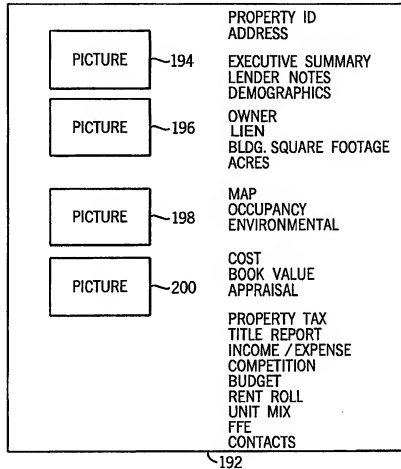 PROPERTY ID
ADDRESS
PICTURE 194
EXECUTIVE SUMMARY
LENDER NOTES
DEMOGRAPHICS
PICTURE 196
OWNER
LIEN
BLDG. SQUARE FOOTAGE
ACRES
PICTURE 198
MAP
OCCUPANCY
ENVIRONMENTAL
PICTURE 200
COST
BOOK VALUE
APPRAISAL
PROPERTY TAX
TITLE REPORT
INCOME / EXPENSE
COMPETITION
BUDGET
RENT ROLL
UNIT MIX
FFE
CONTACTS
192